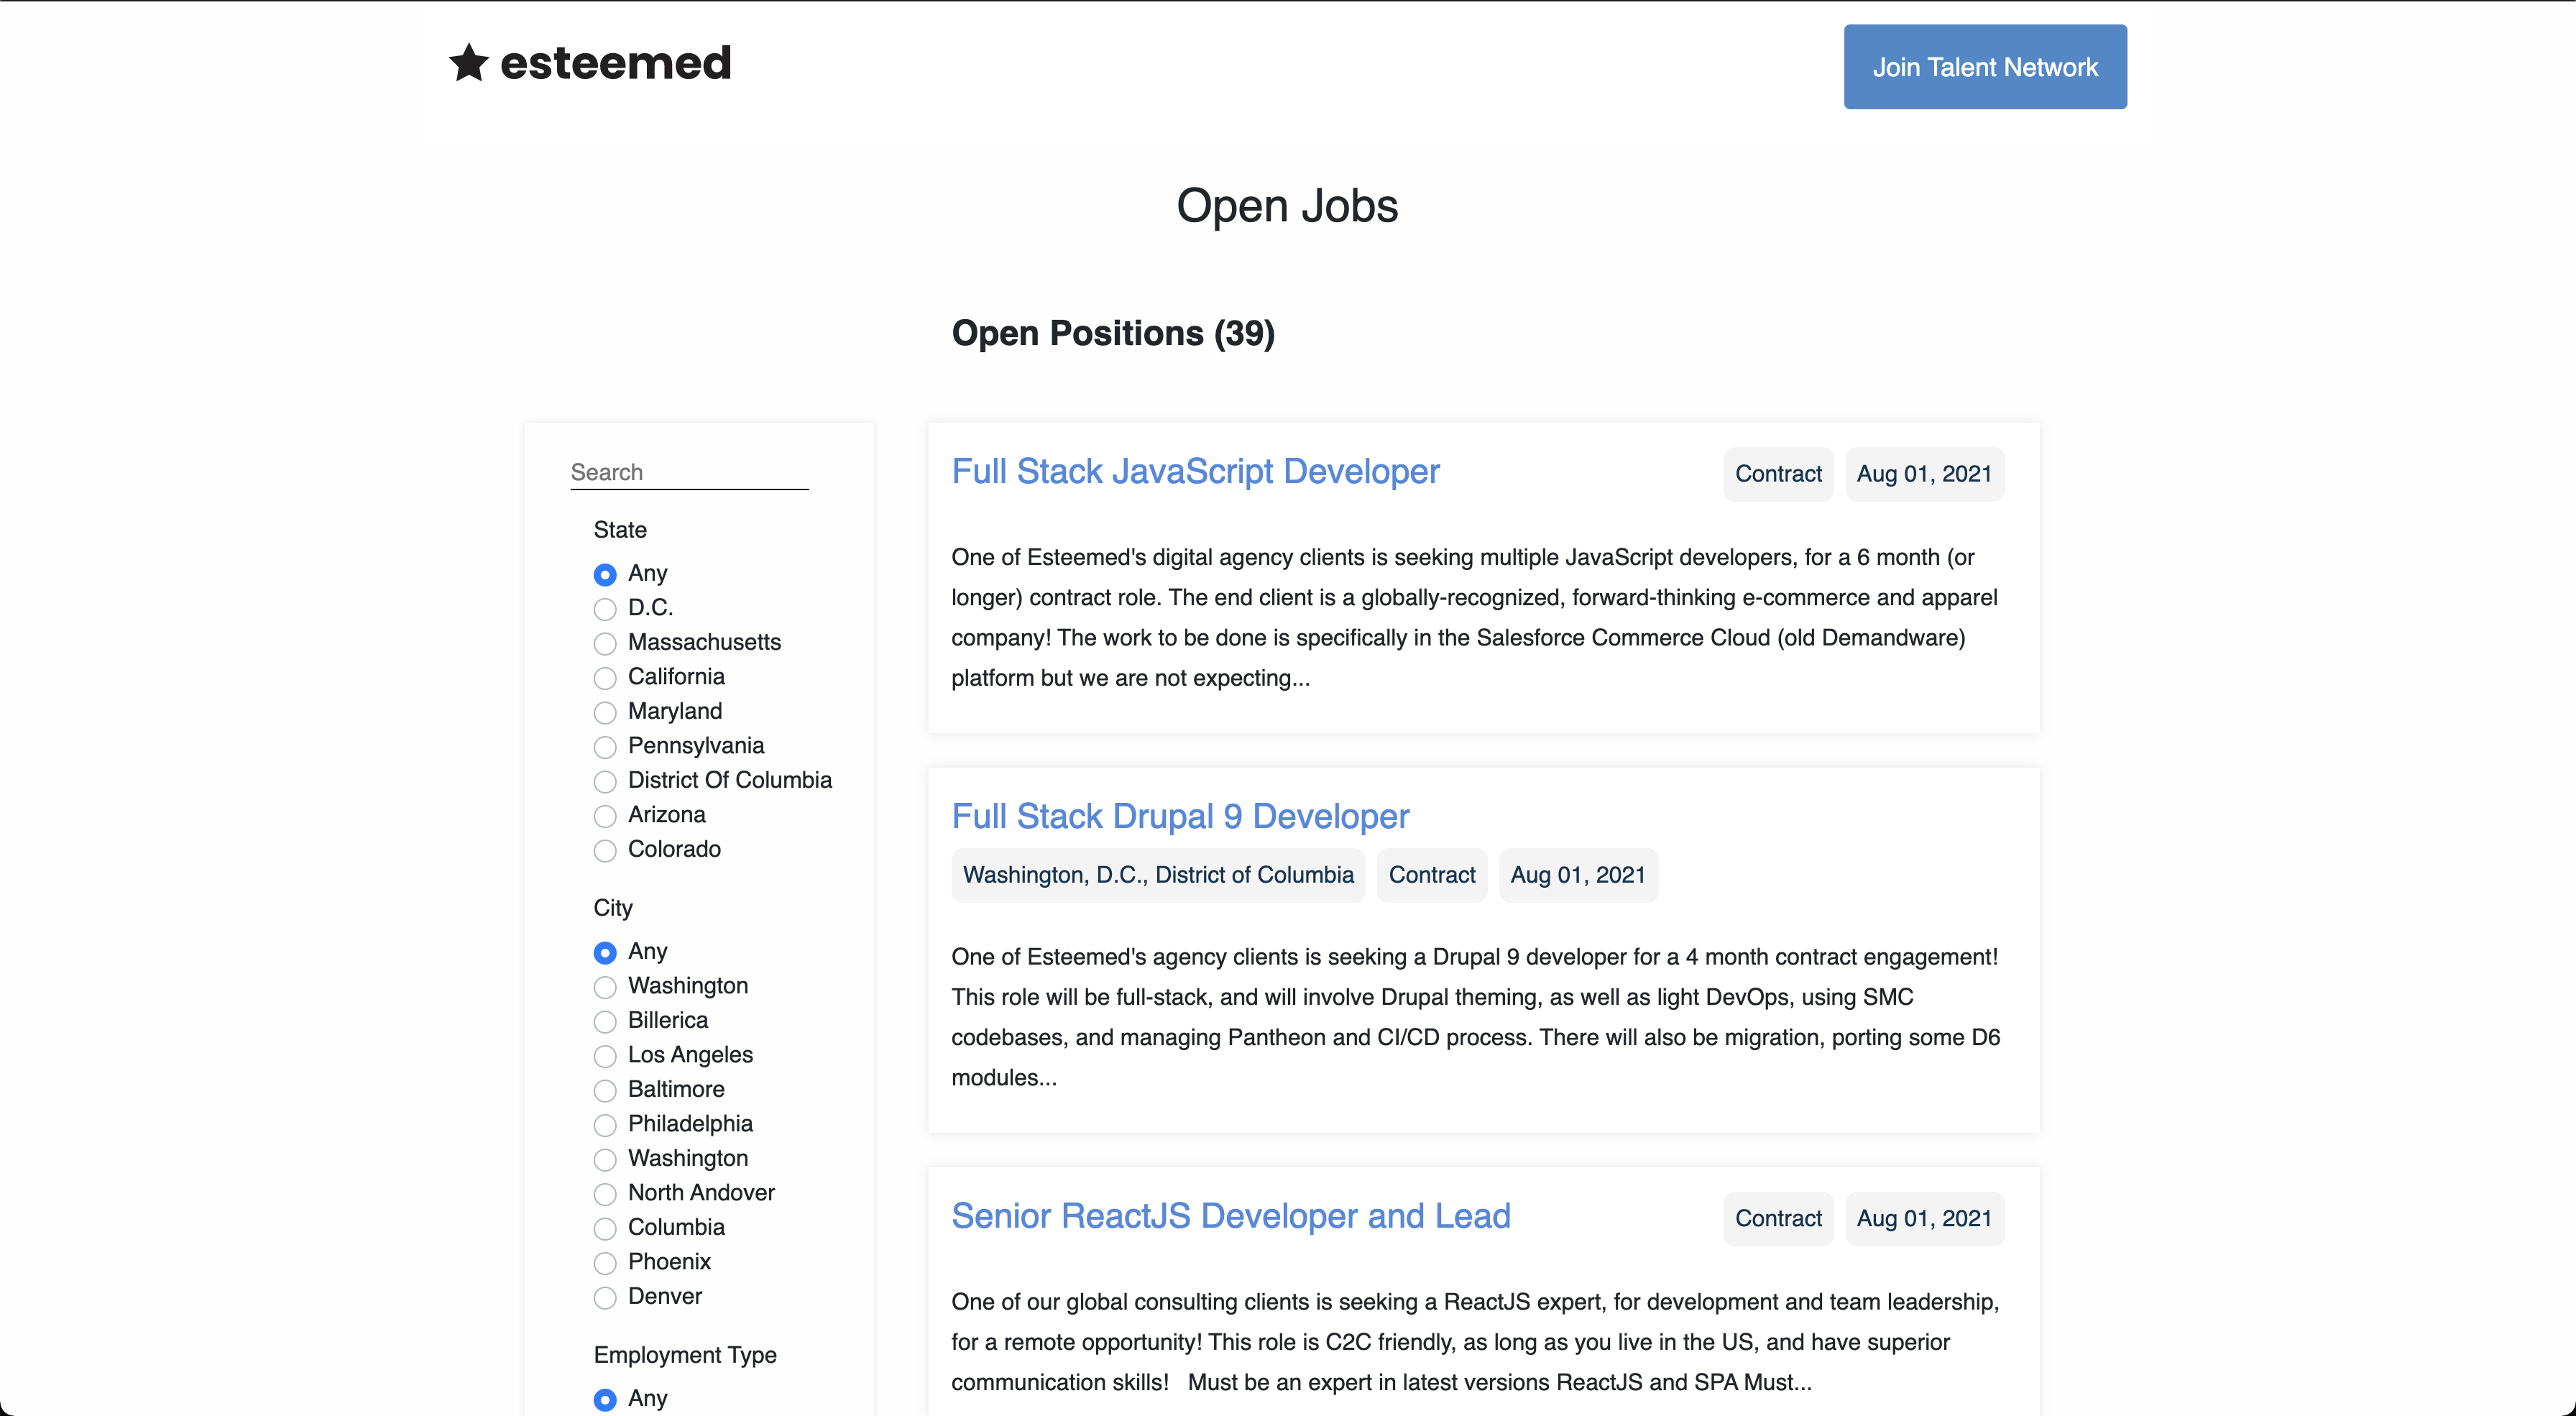 esteemed
Join Talent Network
Open Jobs
Open Positions (39)
Search
State
Any
D.C.
Massachusetts
California
Maryland
Pennsylvania
District Of Columbia
Arizona
Colorado
City
Any
Washington
Billerica
Los Angeles
Baltimore
Philadelphia
Washington
North Andover
Columbia
Phoenix
Denver
Employment Type
Any
Full Stack JavaScript Developer
Contract
Aug 01, 2021
One of Esteemed's digital agency clients is seeking multiple JavaScript developers, for a 6 month (or
longer) contract role. The end client is a globally-recognized, forward-thinking e-commerce and apparel
company! The work to be done is specifically in the Salesforce Commerce Cloud (old Demandware)
platform but we are not expecting...
Full Stack Drupal 9 Developer
Washington, D.C., District of Columbia
Contract
Aug 01, 2021
One of Esteemed's agency clients is seeking a Drupal 9 developer for a 4 month contract engagement!
This role will be full-stack, and will involve Drupal theming, as well as light DevOps, using SMC
codebases, and managing Pantheon and CI/CD process. There will also be migration, porting some D6
modules...
Senior ReactJS Developer and Lead
Contract
Aug 01, 2021
One of our global consulting clients is seeking a ReactJS expert, for development and team leadership,
for a remote opportunity! This role is C2C friendly, as long as you live in the US, and have superior
communication skills!   Must be an expert in latest versions ReactJS and SPA Must...